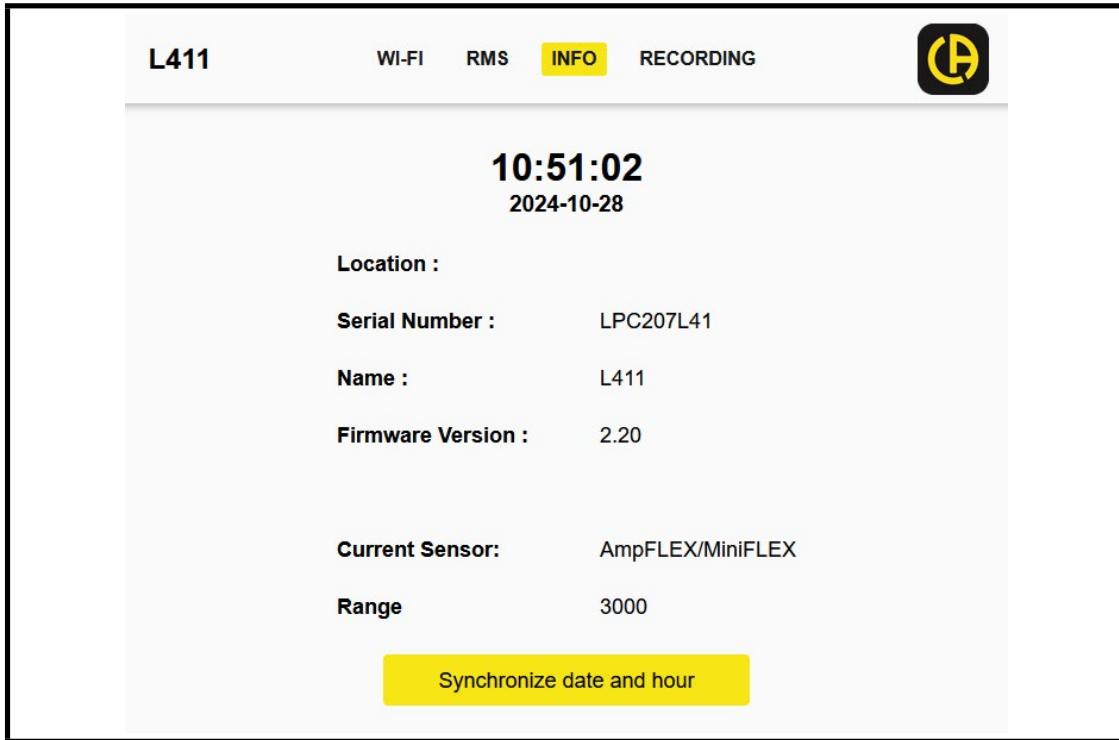 L411 WI-FI RMS INFO RECORDING
10:51:02
2024-10-28
Location :
Serial Number : LPC207L41
Name : L411
Firmware Version : 2.20
Current Sensor: AmpFLEX/MiniFLEX
Range 3000
Synchronize date and hour